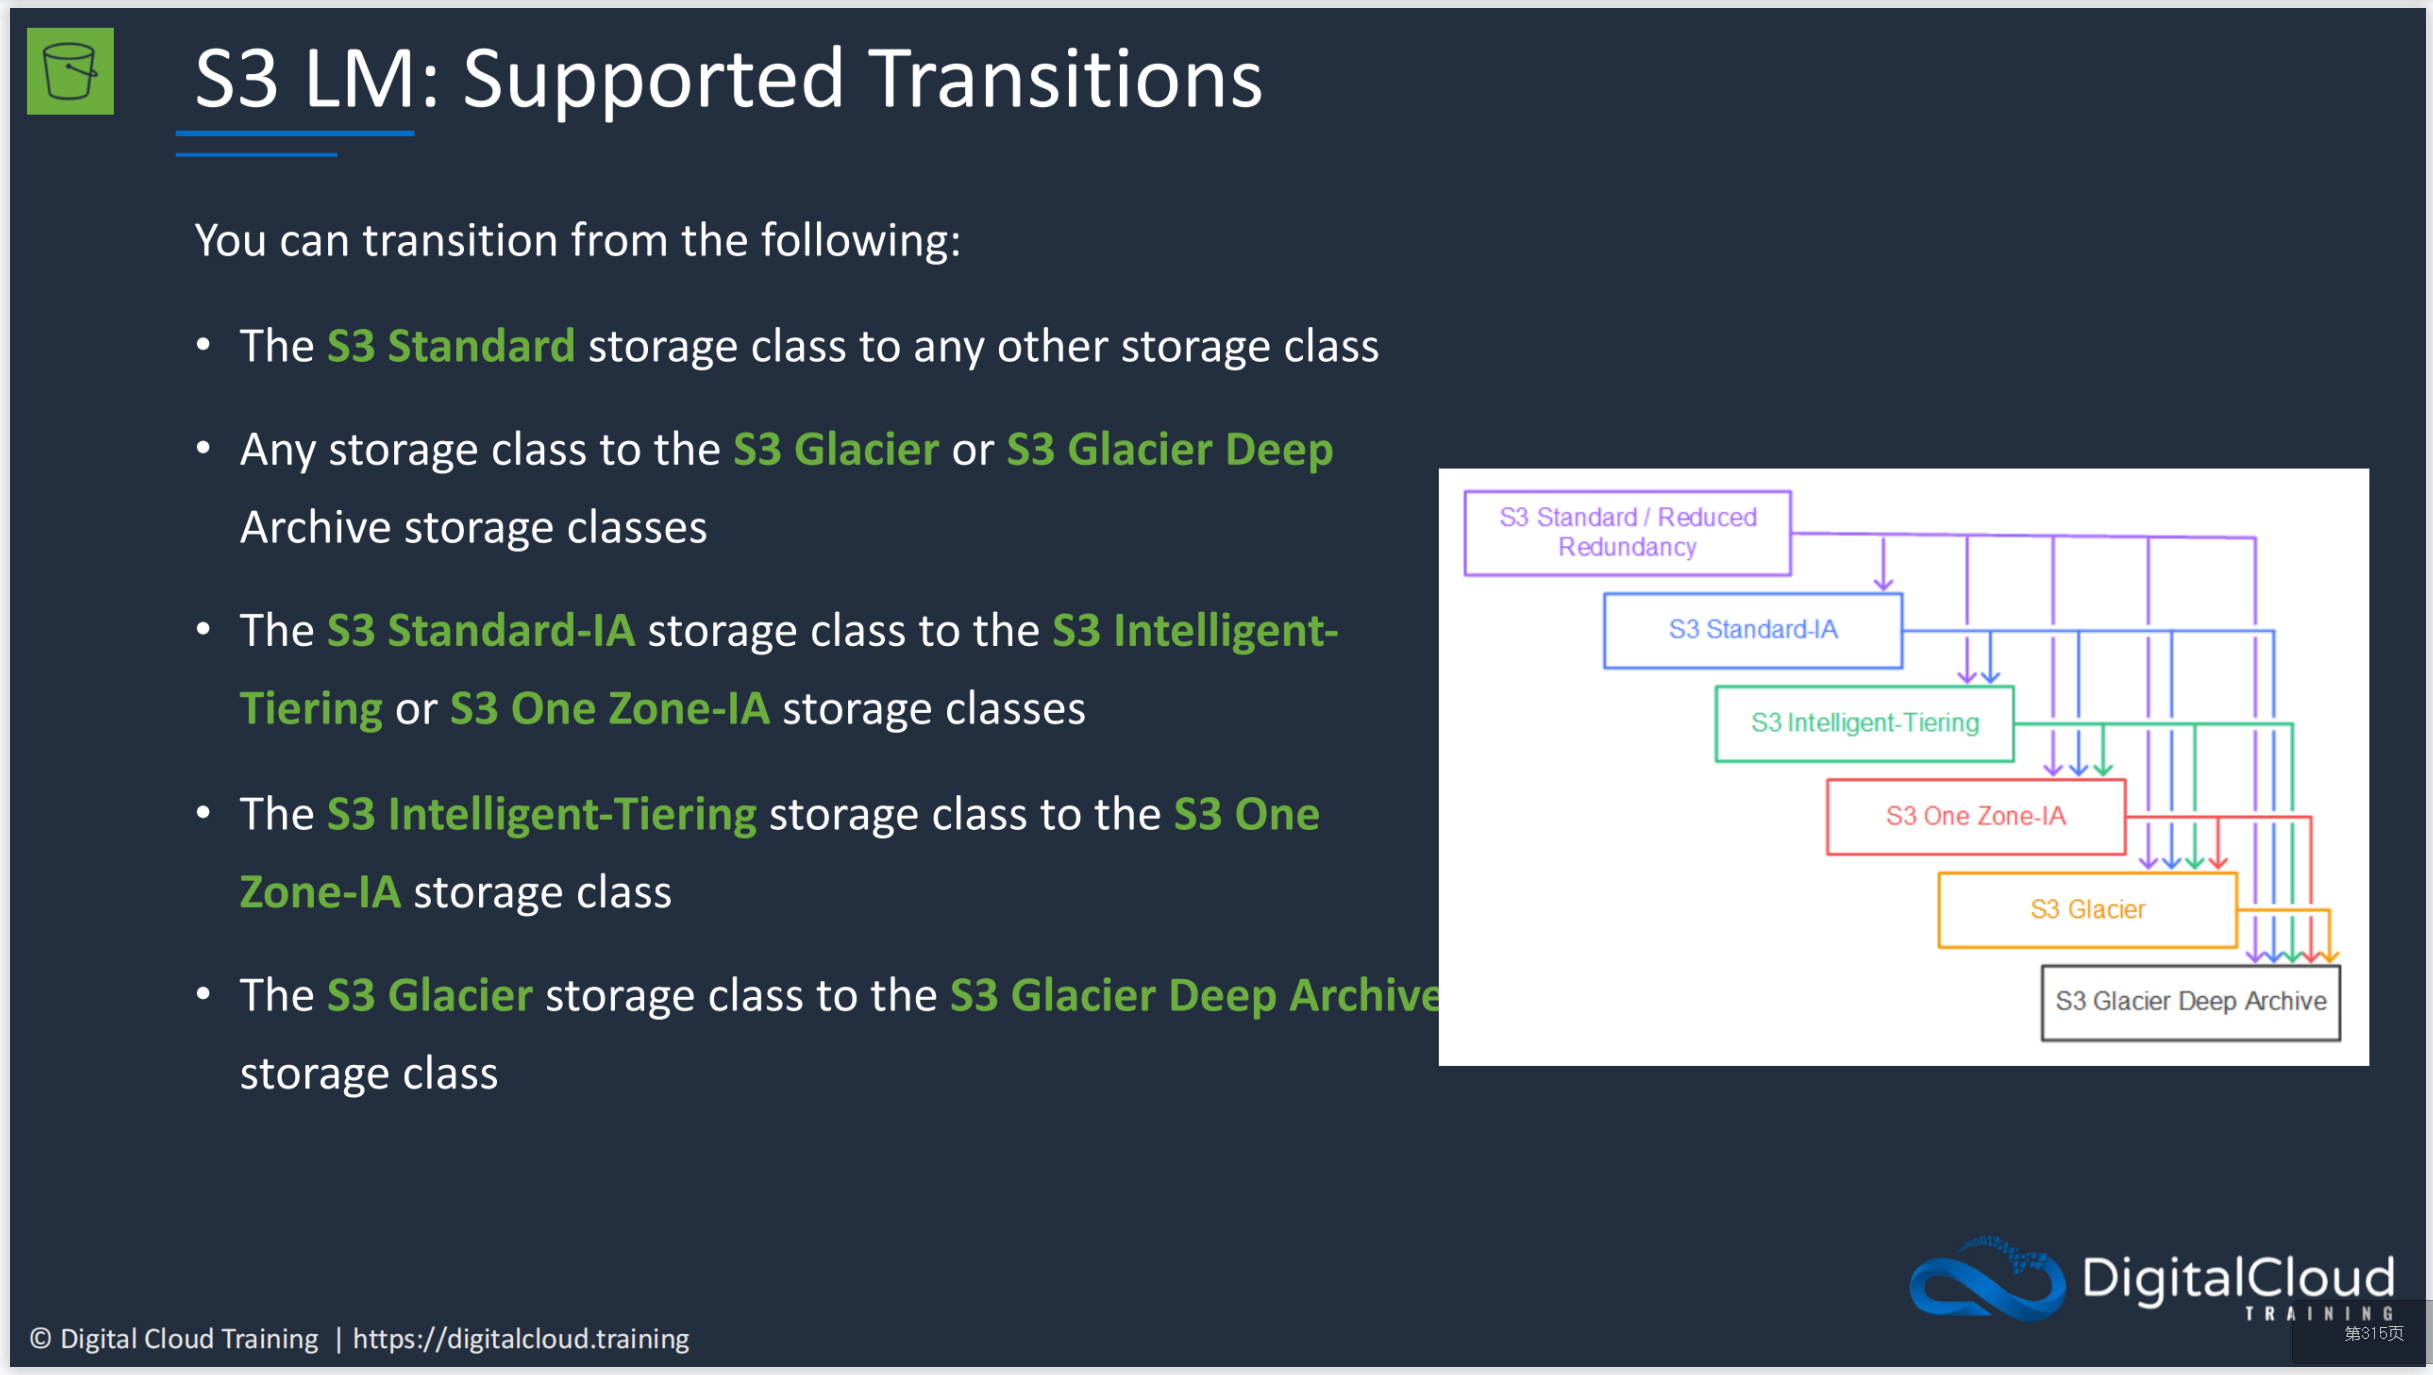 S3 LM: Supported Transitions
You can transition from the following:
• The S3 Standard storage class to any other storage class
• Any storage class to the S3 Glacier or S3 Glacier Deep
Archive storage classes
• The S3 Standard-IA storage class to the S3 Intelligent-
Tiering or S3 One Zone-IA storage classes
• The S3 Intelligent-Tiering storage class to the S3 One
Zone-IA storage class
• The S3 Glacier storage class to the S3 Glacier Deep Archive
storage class
S3 Standard / Reduced
Redundancy
S3 Standard-IA
S3 Intelligent-Tiering
S3 One Zone-IA
S3 Glacier
S3 Glacier Deep Archive
DigitalCloud
TRAINING
第315页
© Digital Cloud Training | https://digitalcloud.training